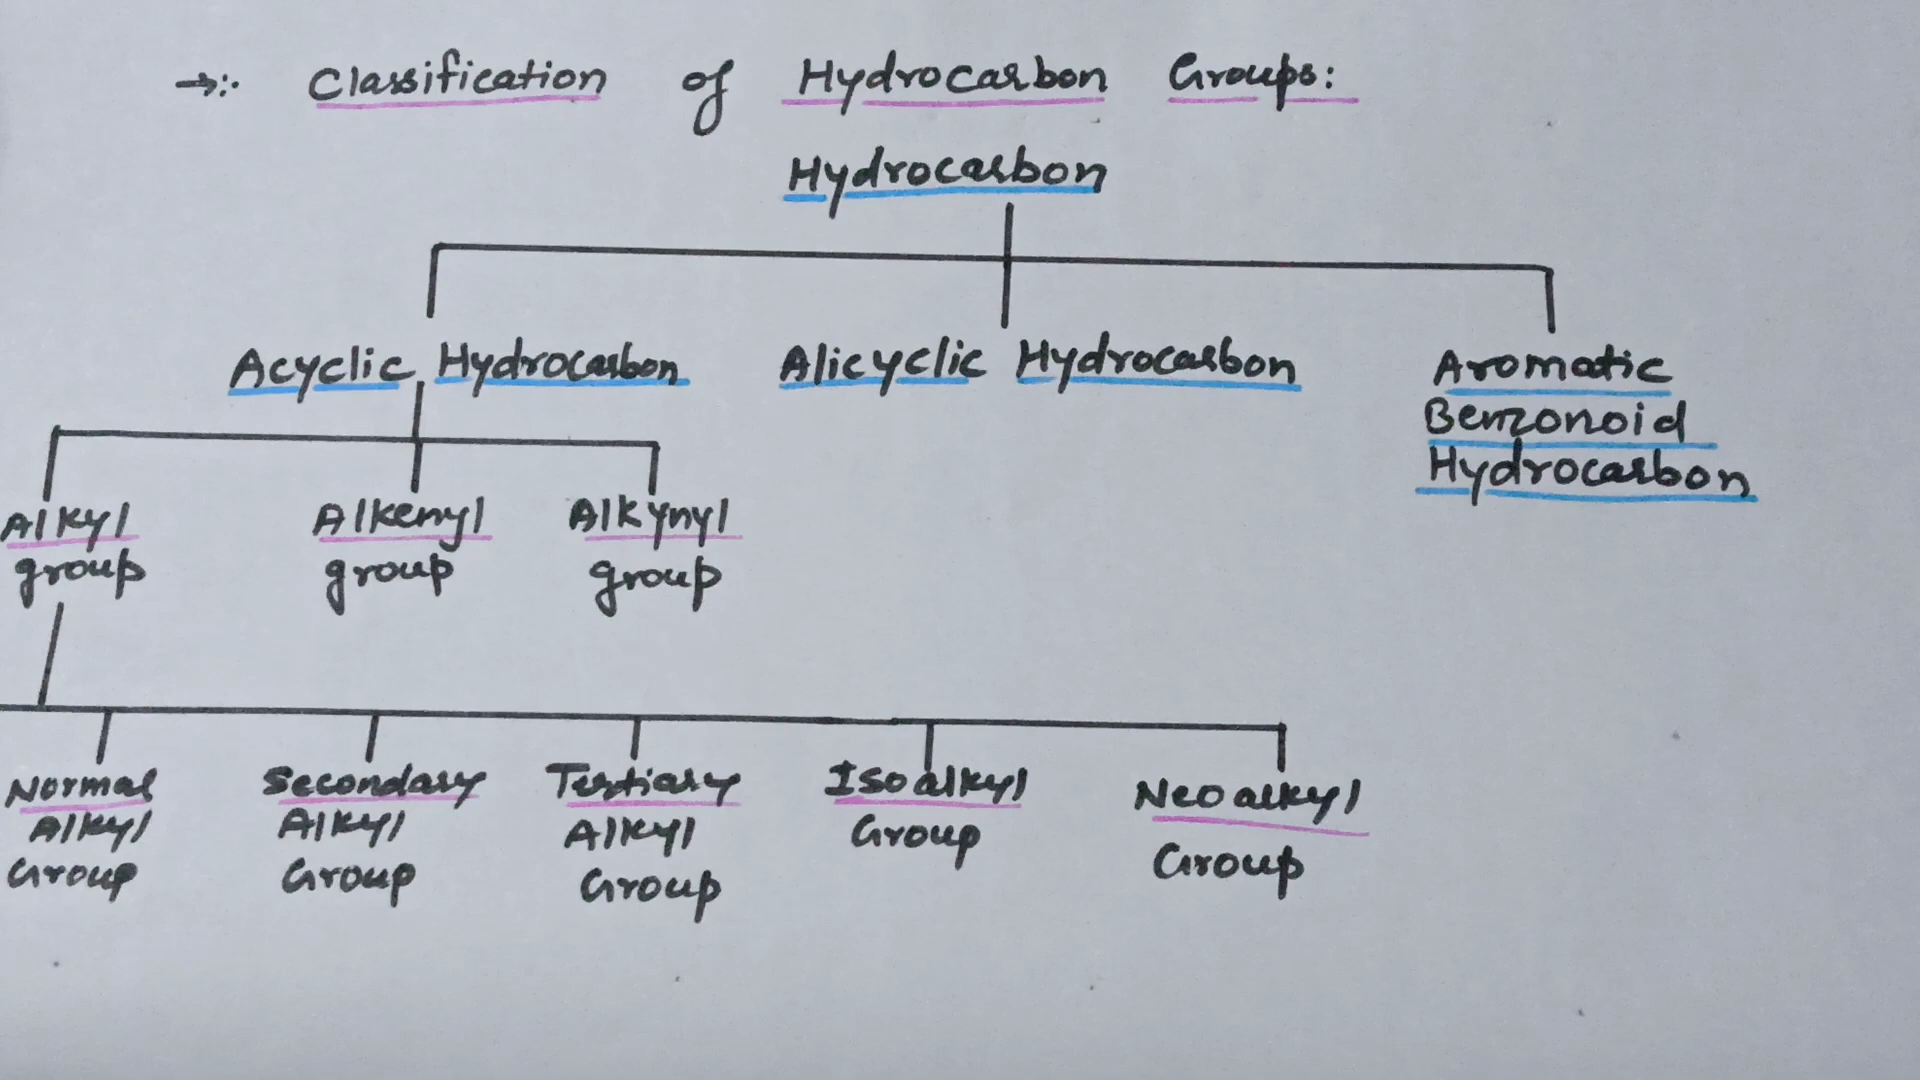 →:. Classification of Hydrocarbon Groups:
Hydrocarbon
Acyclic Hydrocarbon Alicyclic Hydrocarbon Aromatic
Benzonoid
Hydrocarbon
Alkyl Alkenyl Alkynyl
group group group
Normal Secondary Tertiary Isoalkyl Neoalkyl
Alkyl Alkyl Alkyl Group Group
Group Group Group